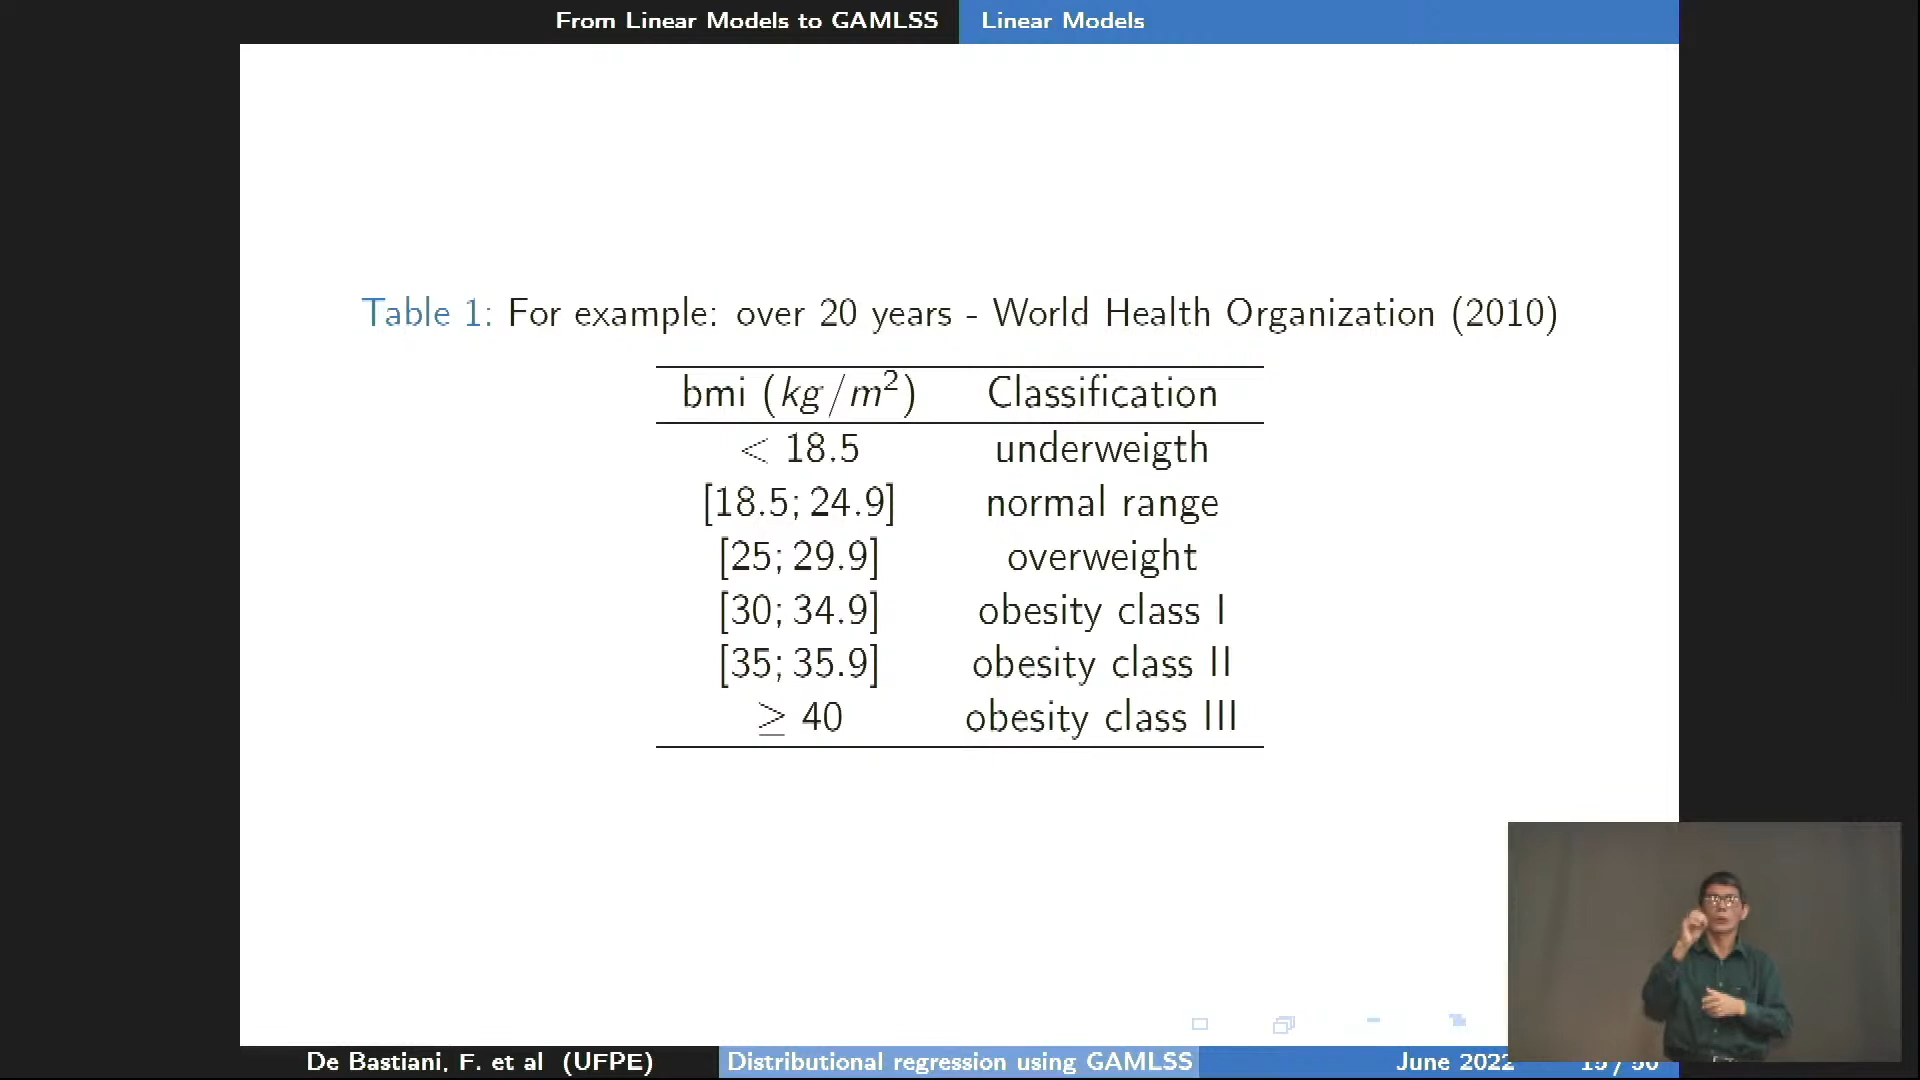 From Linear Models to GAMLSS Linear Models
Table 1: For example: over 20 years - World Health Organization (2010)
bmi (kg/m²) Classification
< 18.5 underweigth
[18.5; 24.9] normal range
[25; 29.9] overweight
[30; 34.9] obesity class I
[35; 35.9] obesity class II
≥ 40 obesity class III
De Bastiani, F. et al (UFPE) Distributional regression using GAMLSS June 2022